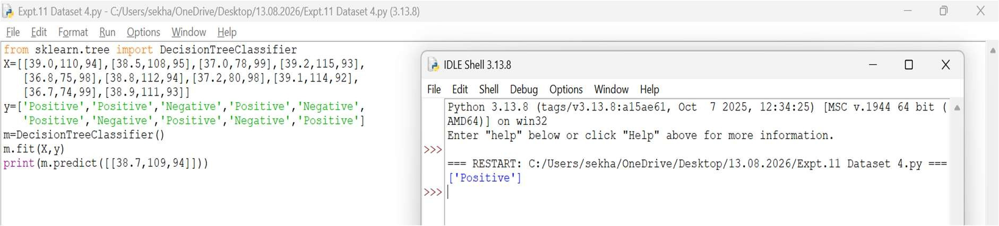 Expt.11 Dataset 4.py - C:/Users/sekha/OneDrive/Desktop/13.08.2026/Expt.11 Dataset 4.py (3.13.8)
File Edit Format Run Options Window Help
from sklearn.tree import DecisionTreeClassifier
X=[[39.0,110,94],[38.5,108,95],[37.0,78,99],[39.2,115,93],
[36.8,75,98],[38.8,112,94],[37.2,80,98],[39.1,114,92],
[36.7,74,99],[38.9,111,93]]
y=['Positive','Positive','Negative','Positive','Negative',
'Positive','Negative','Positive','Negative','Positive']
m=DecisionTreeClassifier()
m.fit(X,y)
print(m.predict([[38.7,109,94]]))
IDLE Shell 3.13.8
File Edit Shell Debug Options Window Help
Python 3.13.8 (tags/v3.13.8:a15ae61, Oct  7 2025, 12:34:25) [MSC v.1944 64 bit (
AMD64)] on win32
Enter "help" below or click "Help" above for more information.
>>>
=== RESTART: C:/Users/sekha/OneDrive/Desktop/13.08.2026/Expt.11 Dataset 4.py ===
['Positive']
>>>